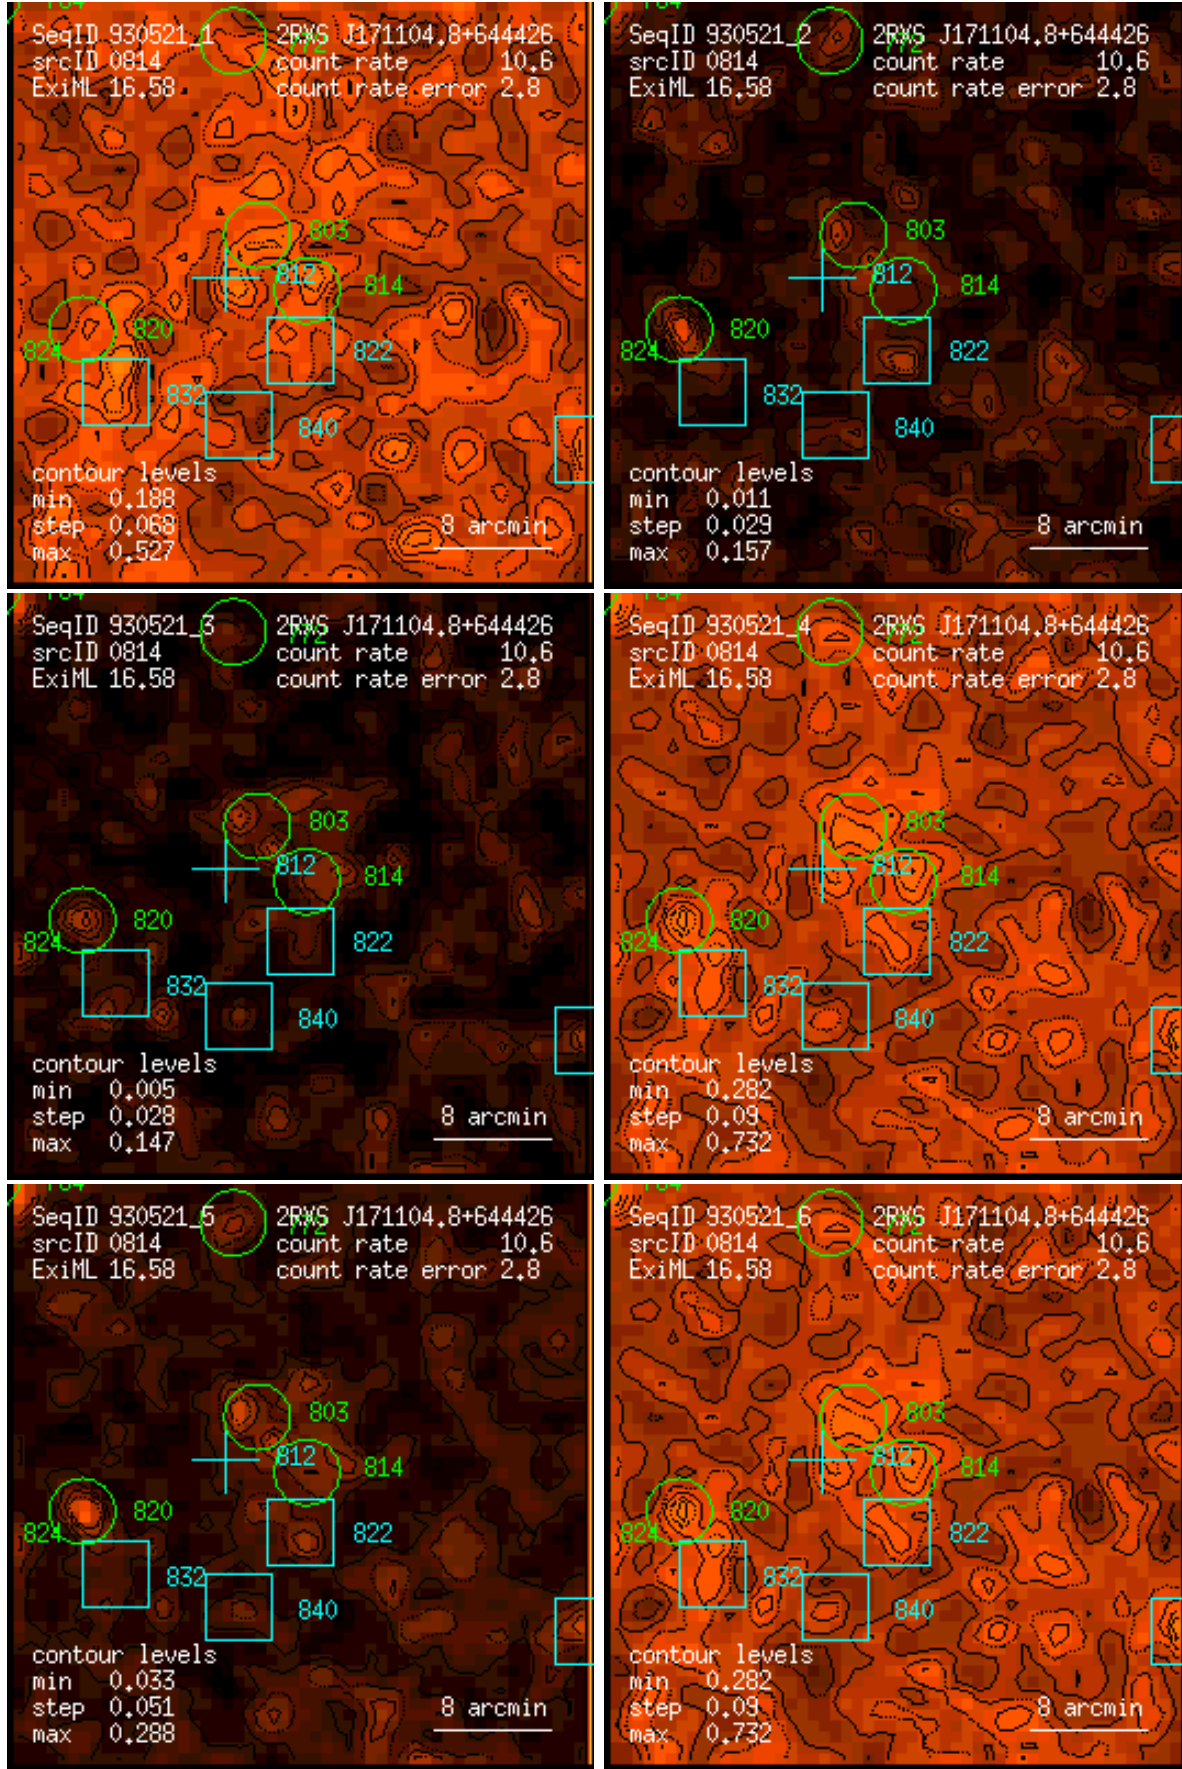 SeqID 930521_1 2RXS J171104.8+644426
srcID 0814 count rate 10.6
ExiML 16.58 count rate error 2.8
772
803
812
814
820
822
824
832
840
contour levels
min 0.188
step 0.068
max 0.527
8 arcmin
SeqID 930521_2 2RXS J171104.8+644426
srcID 0814 count rate 10.6
ExiML 16.58 count rate error 2.8
772
803
812
814
820
822
824
832
840
contour levels
min 0.011
step 0.029
max 0.157
8 arcmin
SeqID 930521_3 2RXS J171104.8+644426
srcID 0814 count rate 10.6
ExiML 16.58 count rate error 2.8
772
803
812
814
820
822
824
832
840
contour levels
min 0.005
step 0.028
max 0.147
8 arcmin
SeqID 930521_4 2RXS J171104.8+644426
srcID 0814 count rate 10.6
ExiML 16.58 count rate error 2.8
772
803
812
814
820
822
824
832
840
contour levels
min 0.282
step 0.09
max 0.732
8 arcmin
SeqID 930521_5 2RXS J171104.8+644426
srcID 0814 count rate 10.6
ExiML 16.58 count rate error 2.8
772
803
812
814
820
822
824
832
840
contour levels
min 0.033
step 0.051
max 0.288
8 arcmin
SeqID 930521_6 2RXS J171104.8+644426
srcID 0814 count rate 10.6
ExiML 16.58 count rate error 2.8
772
803
812
814
820
822
824
832
840
contour levels
min 0.282
step 0.09
max 0.732
8 arcmin